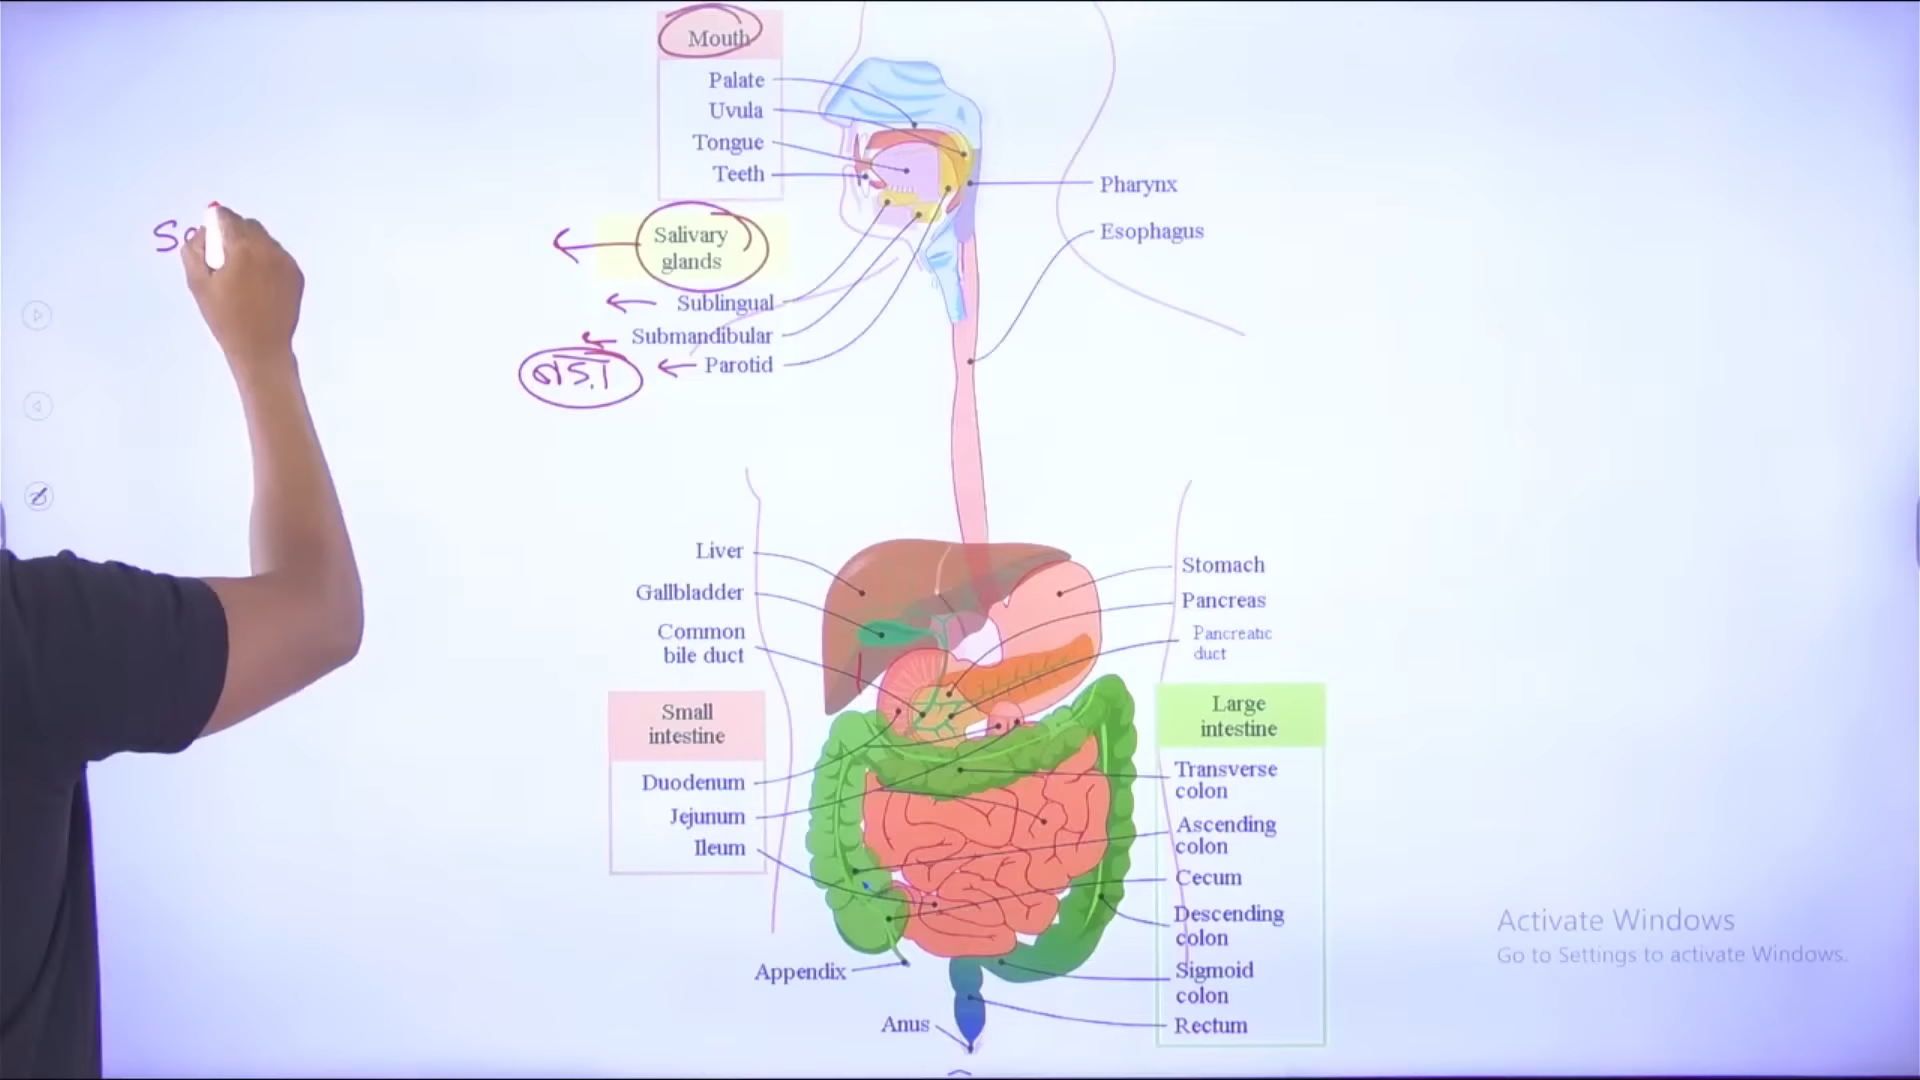 Mouth
Palate
Uvula
Tongue
Teeth
Salivary
glands
Sublingual
Submandibular
Parotid
Pharynx
Esophagus
Liver
Gallbladder
Common
bile duct
Small
intestine
Duodenum
Jejunum
Ileum
Appendix
Anus
Stomach
Pancreas
Pancreatic
duct
Large
intestine
Transverse
colon
Ascending
colon
Cecum
Descending
colon
Sigmoid
colon
Rectum
Activate Windows
Go to Settings to activate Windows.